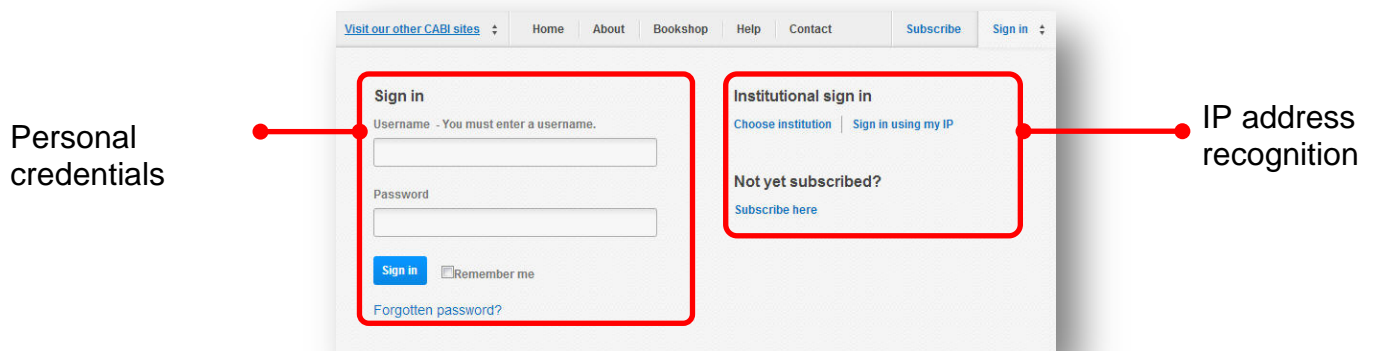 Visit our other CABI sites Home About Bookshop Help Contact Subscribe Sign in
Personal
credentials
Sign in
Username - You must enter a username.
Password
Sign in Remember me
Forgotten password?
Institutional sign in
Choose institution Sign in using my IP
Not yet subscribed?
Subscribe here
IP address
recognition